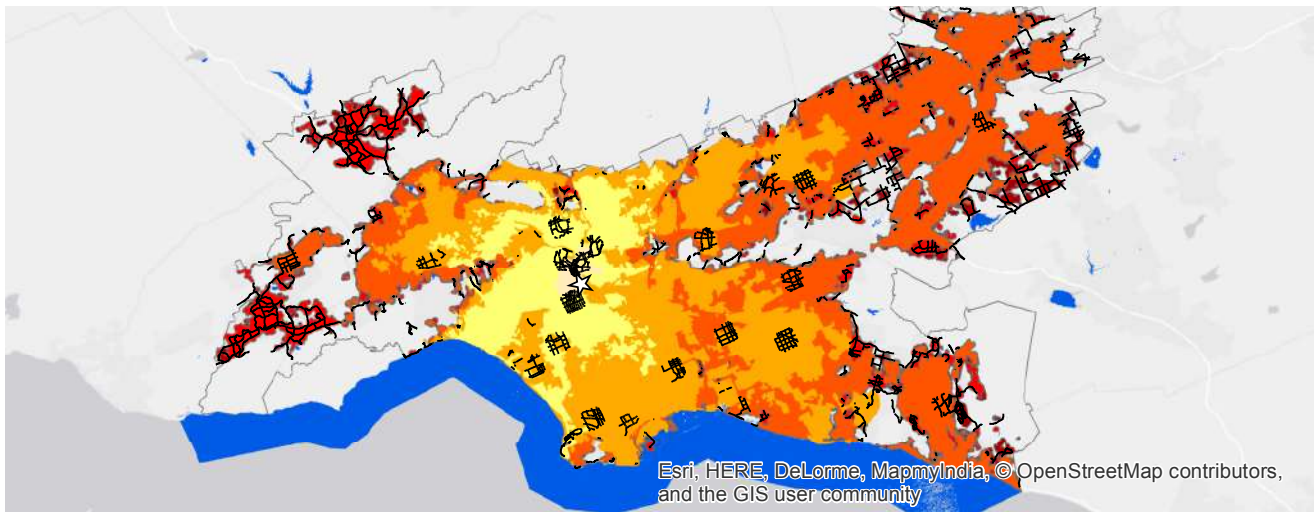 Esri, HERE, DeLorme, MapmyIndia, © OpenStreetMap contributors,
and the GIS user community